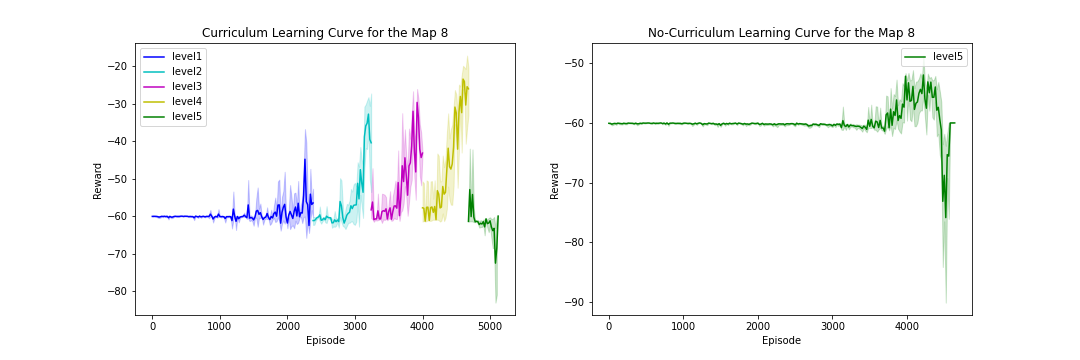 Curriculum Learning Curve for the Map 8
level1
level2
level3
level4
level5
−20
−30
−40
−50
−60
−70
−80
Reward
0
1000
2000
3000
4000
5000
Episode
No-Curriculum Learning Curve for the Map 8
level5
−50
−60
−70
−80
−90
Reward
0
1000
2000
3000
4000
Episode